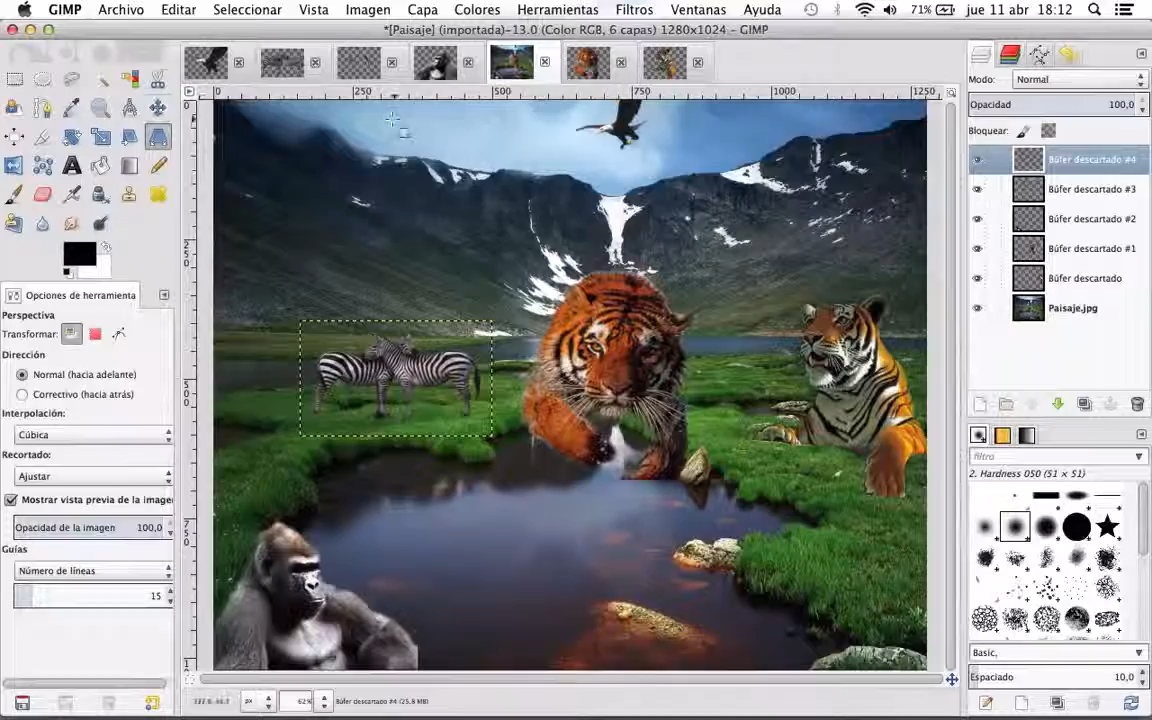 GIMP Archivo Editar Seleccionar Vista Imagen Capa Colores Herramientas Filtros Ventanas Ayuda 71% jue 11 abr 18:12
*[Paisaje] (importada)-13.0 (Color RGB, 6 capas) 1280x1024 – GIMP
0 250 500 750 1000 1250
Modo: Normal
Opacidad 100,0
Bloquear:
Búfer descartado #4
Búfer descartado #3
Búfer descartado #2
Búfer descartado #1
Búfer descartado
Paisaje.jpg
Opciones de herramienta
Perspectiva
Transformar:
Dirección
Normal (hacia adelante)
Correctivo (hacia atrás)
Interpolación:
Cúbica
Recortado:
Ajustar
Mostrar vista previa de la imagen
Opacidad de la imagen 100,0
Guías
Número de líneas
15
filtro
2. Hardness 050 (51 × 51)
Basic,
Espaciado 10,0
px 62% Búfer descartado #4 (25,8 MB)